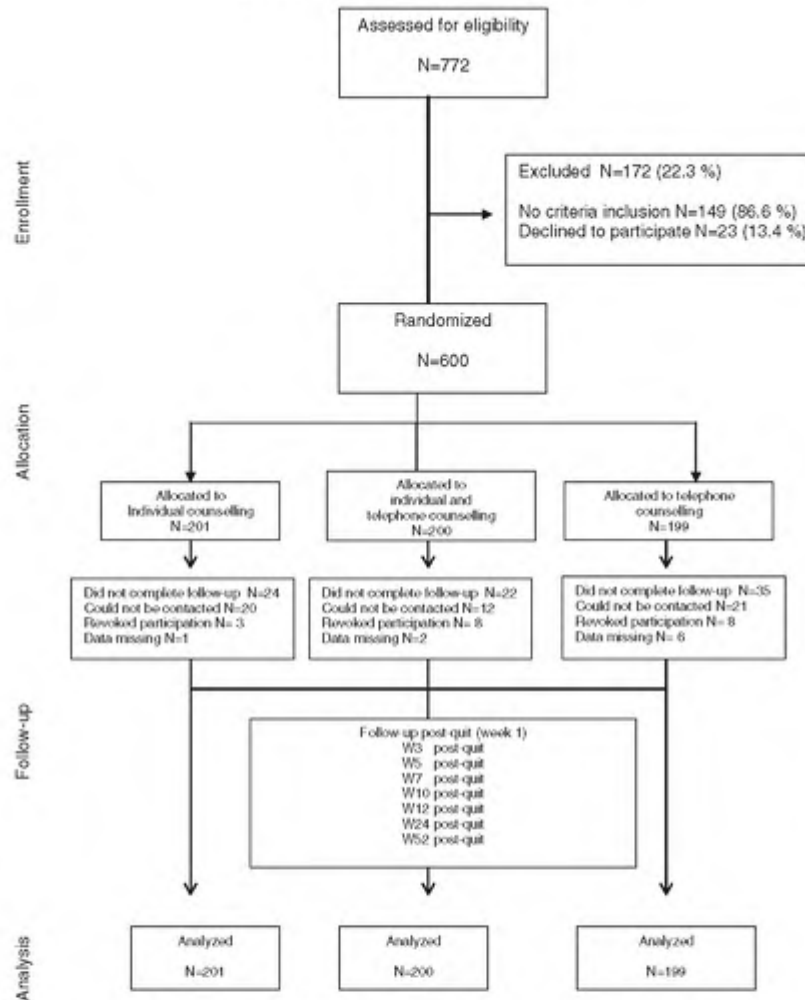 Assessed for eligibility
N=772
Enrollment
Excluded N=172 (22.3 %)
No criteria inclusion N=149 (86.6 %)
Declined to participate N=23 (13.4 %)
Randomized
N=600
Allocation
Allocated to
Individual counselling
N=201
Allocated to
individual and
telephone counselling
N=200
Allocated to telephone
counselling
N=199
Did not complete follow-up N=24
Could not be contacted N=20
Revoked participation N= 3
Data missing N=1
Did not complete follow-up N=22
Could not be contacted N=12
Revoked participation N= 8
Data missing N=2
Did not complete follow-up N=35
Could not be contacted N=21
Revoked participation N= 8
Data missing N= 6
Follow-up
Follow-up post-quit (week 1)
W3 post-quit
W5 post-quit
W7 post-quit
W10 post-quit
W12 post-quit
W24 post-quit
W52 post-quit
Analysis
Analyzed
N=201
Analyzed
N=200
Analyzed
N=199